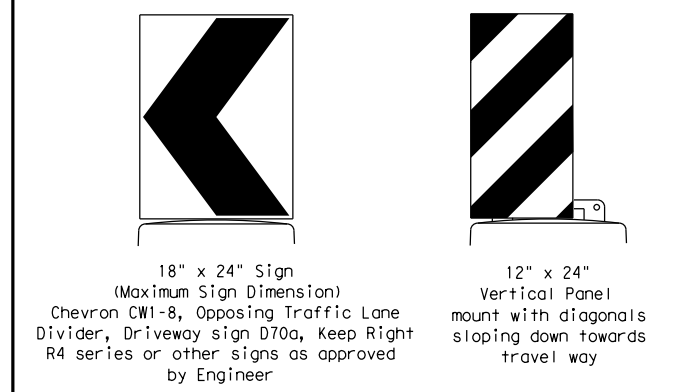 18" x 24" Sign
(Maximum Sign Dimension)
Chevron CW1-8, Opposing Traffic Lane
Divider, Driveway sign D70a, Keep Right
R4 series or other signs as approved
by Engineer
12" x 24"
Vertical Panel
mount with diagonals
sloping down towards
travel way